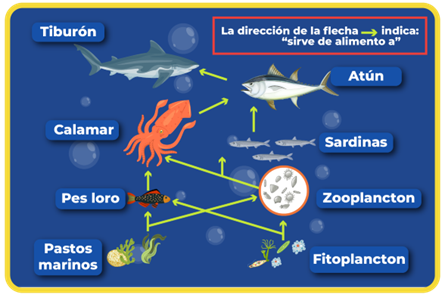 Tiburón
La dirección de la flecha → indica:
“sirve de alimento a”
Atún
Calamar
Sardinas
Pes loro
Zooplancton
Pastos
marinos
Fitoplancton